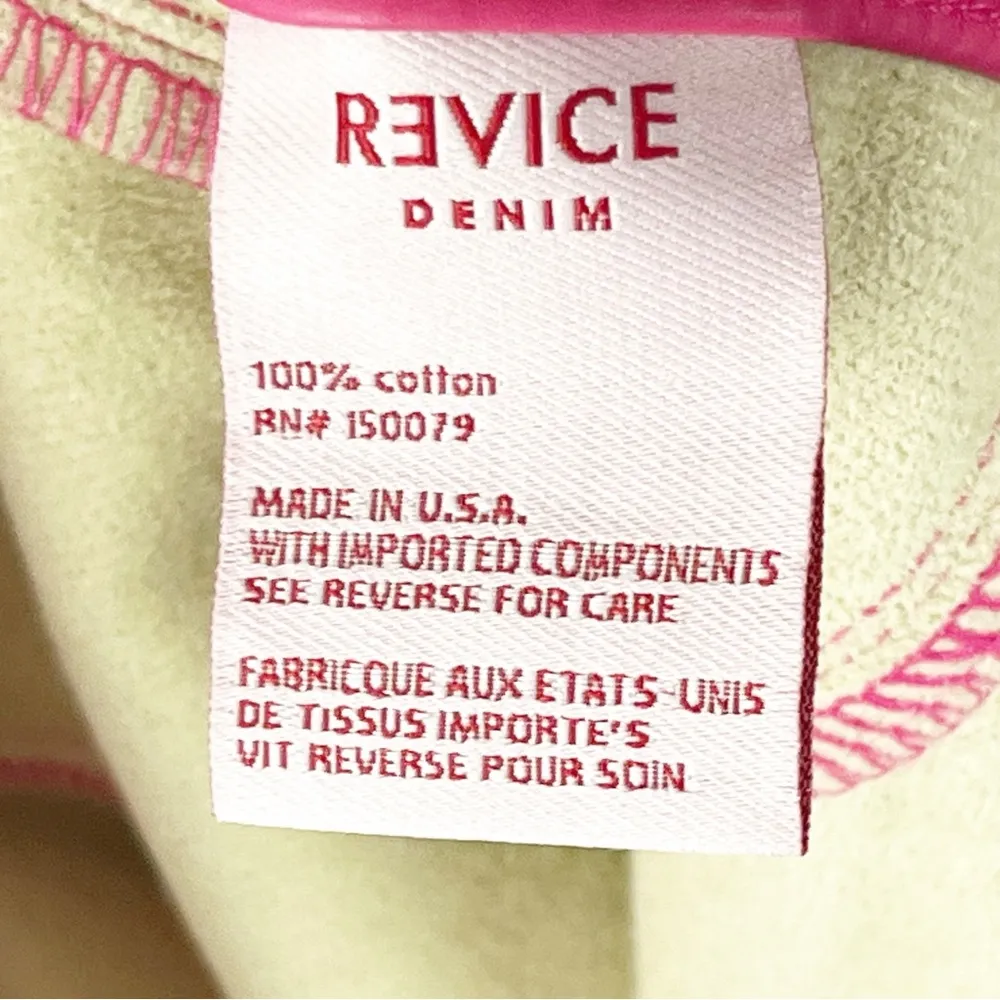 RƎVICE
DENIM
100% cotton
RN# 150079
MADE IN U.S.A.
WITH IMPORTED COMPONENTS
SEE REVERSE FOR CARE
FABRICQUE AUX ETATS-UNIS
DE TISSUS IMPORTE'S
VIT REVERSE POUR SOIN